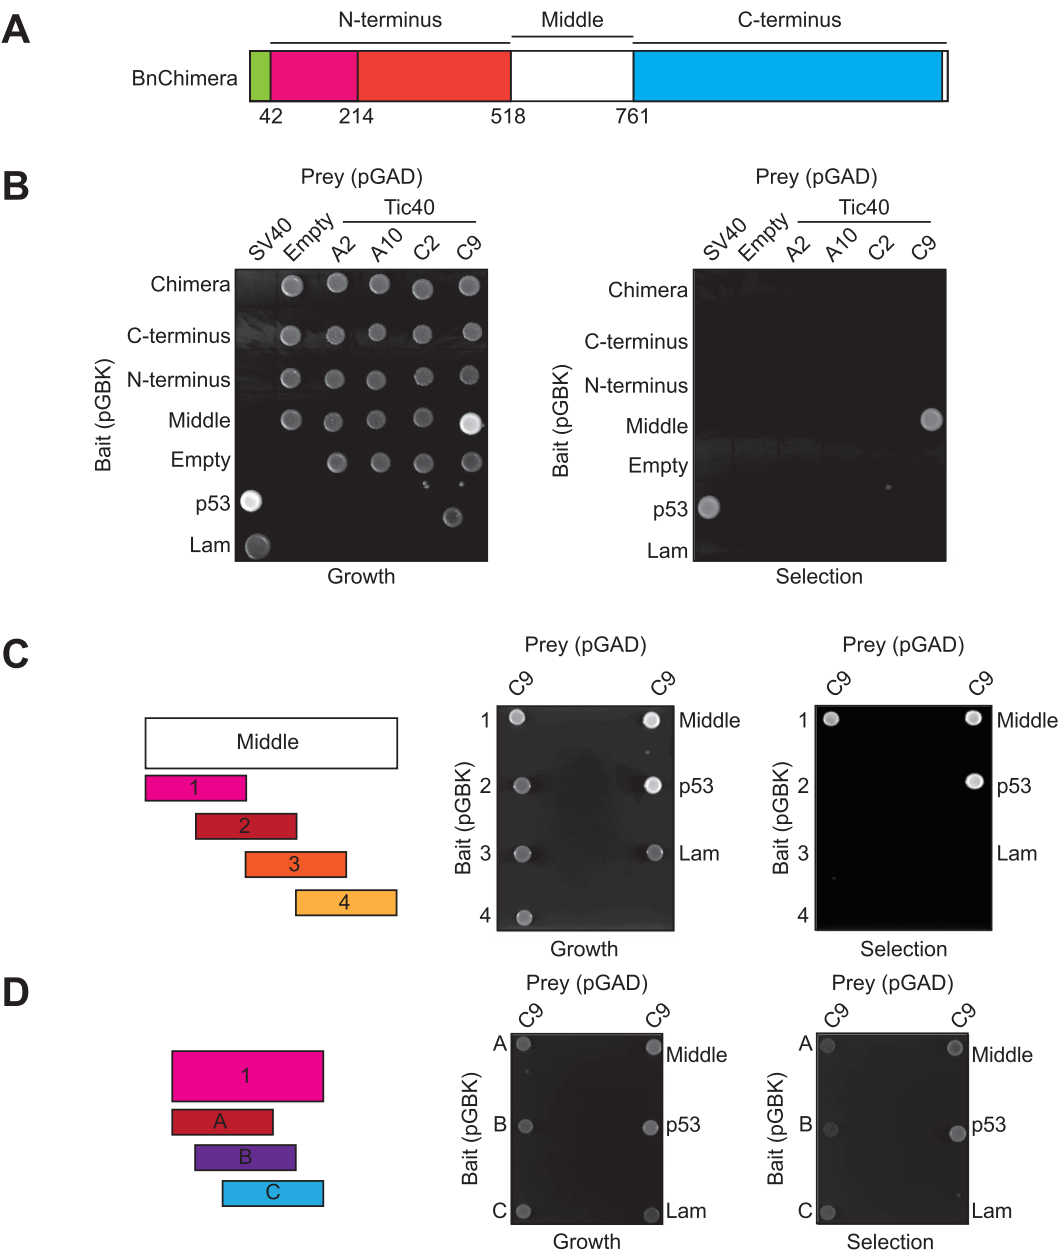 A
N-terminus Middle C-terminus
BnChimera
42 214 518 761
B
Prey (pGAD)
Tic40
SV40 Empty A2 A10 C2 C9
Bait (pGBK)
Chimera
C-terminus
N-terminus
Middle
Empty
p53
Lam
Growth
Prey (pGAD)
Tic40
SV40 Empty A2 A10 C2 C9
Bait (pGBK)
Chimera
C-terminus
N-terminus
Middle
Empty
p53
Lam
Selection
C
Middle
1
2
3
4
Prey (pGAD)
C9 C9
Bait (pGBK)
1 Middle
2 p53
3 Lam
4
Growth
Prey (pGAD)
C9 C9
Bait (pGBK)
1 Middle
2 p53
3 Lam
4
Selection
D
1
A
B
C
Prey (pGAD)
C9 C9
Bait (pGBK)
A Middle
B p53
C Lam
Growth
Prey (pGAD)
C9 C9
Bait (pGBK)
A Middle
B p53
C Lam
Selection